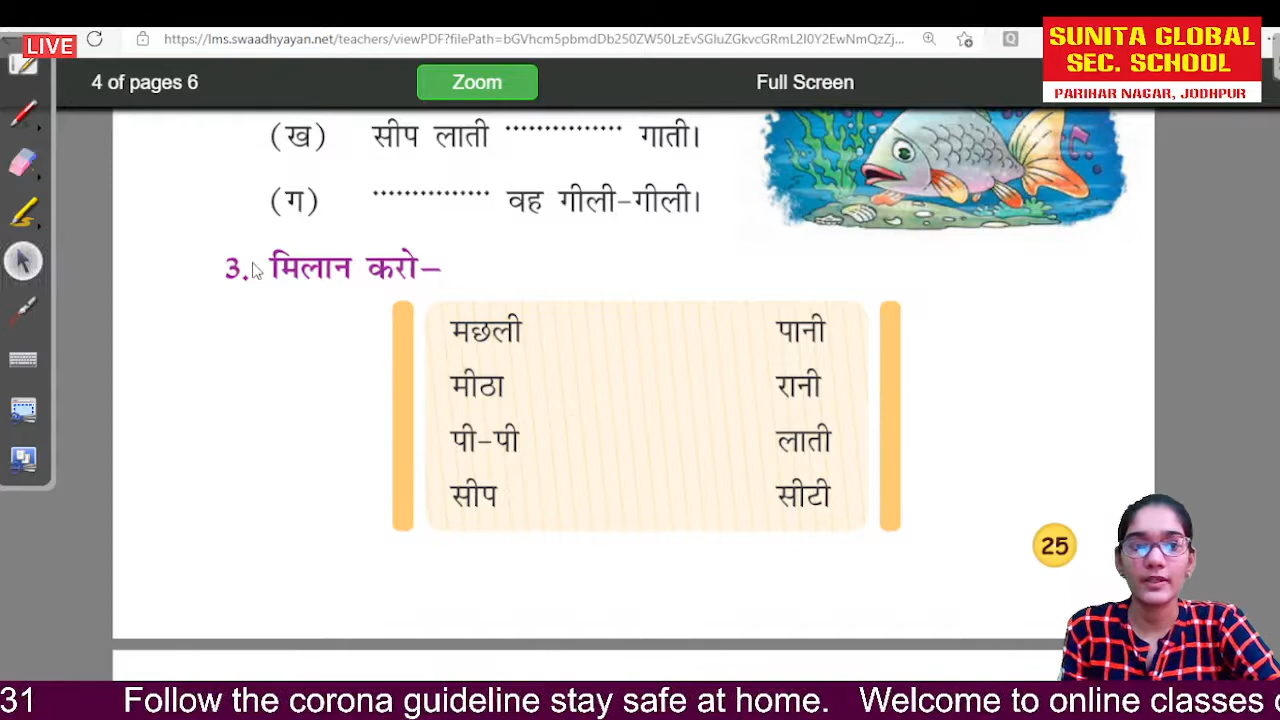 LIVE
https://lms.swaadhyayan.net/teachers/viewPDF?filePath=bGVhcm5pbmdDb250ZW50LzEvSGluZGkvcGRmL2l0Y2EwNmQzZj...
SUNITA GLOBAL
SEC. SCHOOL
PARIHAR NAGAR, JODHPUR
4 of pages 6
Zoom
Full Screen
(ख) सीप लाती ............... गाती।
(ग) ............... वह गीली-गीली।
3. मिलान करो–
मछली पानी
मीठा रानी
पी-पी लाती
सीप सीटी
25
31 Follow the corona guideline stay safe at home. Welcome to online classes